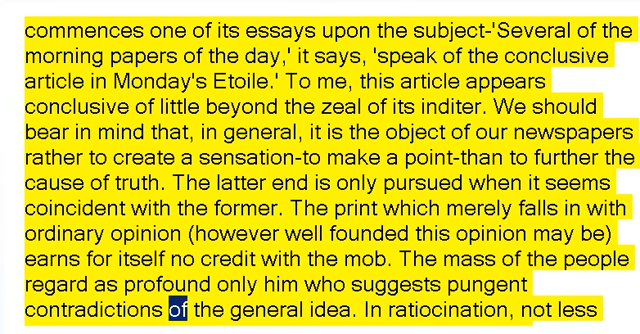 commences one of its essays upon the subject-'Several of the
morning papers of the day,' it says, 'speak of the conclusive
article in Monday's Etoile.' To me, this article appears
conclusive of little beyond the zeal of its inditer. We should
bear in mind that, in general, it is the object of our newspapers
rather to create a sensation-to make a point-than to further the
cause of truth. The latter end is only pursued when it seems
coincident with the former. The print which merely falls in with
ordinary opinion (however well founded this opinion may be)
earns for itself no credit with the mob. The mass of the people
regard as profound only him who suggests pungent
contradictions of the general idea. In ratiocination, not less